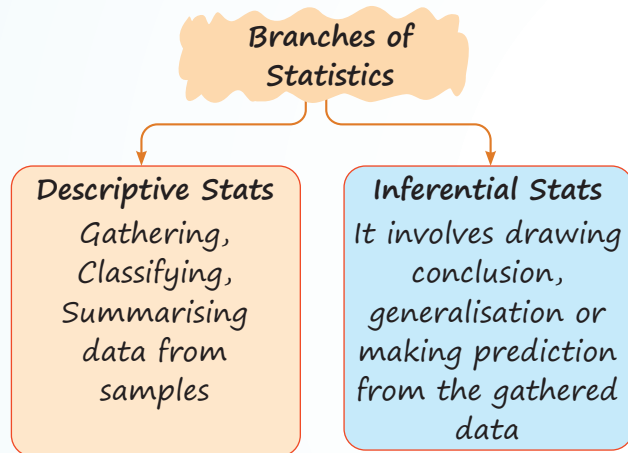 Branches of
Statistics
Descriptive Stats
Gathering,
Classifying,
Summarising
data from
samples
Inferential Stats
It involves drawing
conclusion,
generalisation or
making prediction
from the gathered
data